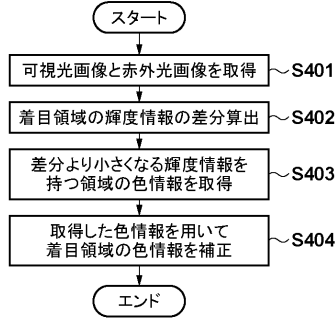 スタート
可視光画像と赤外光画像を取得 S401
着目領域の輝度情報の差分算出 S402
差分より小さくなる輝度情報を
持つ領域の色情報を取得 S403
取得した色情報を用いて
着目領域の色情報を補正 S404
エンド